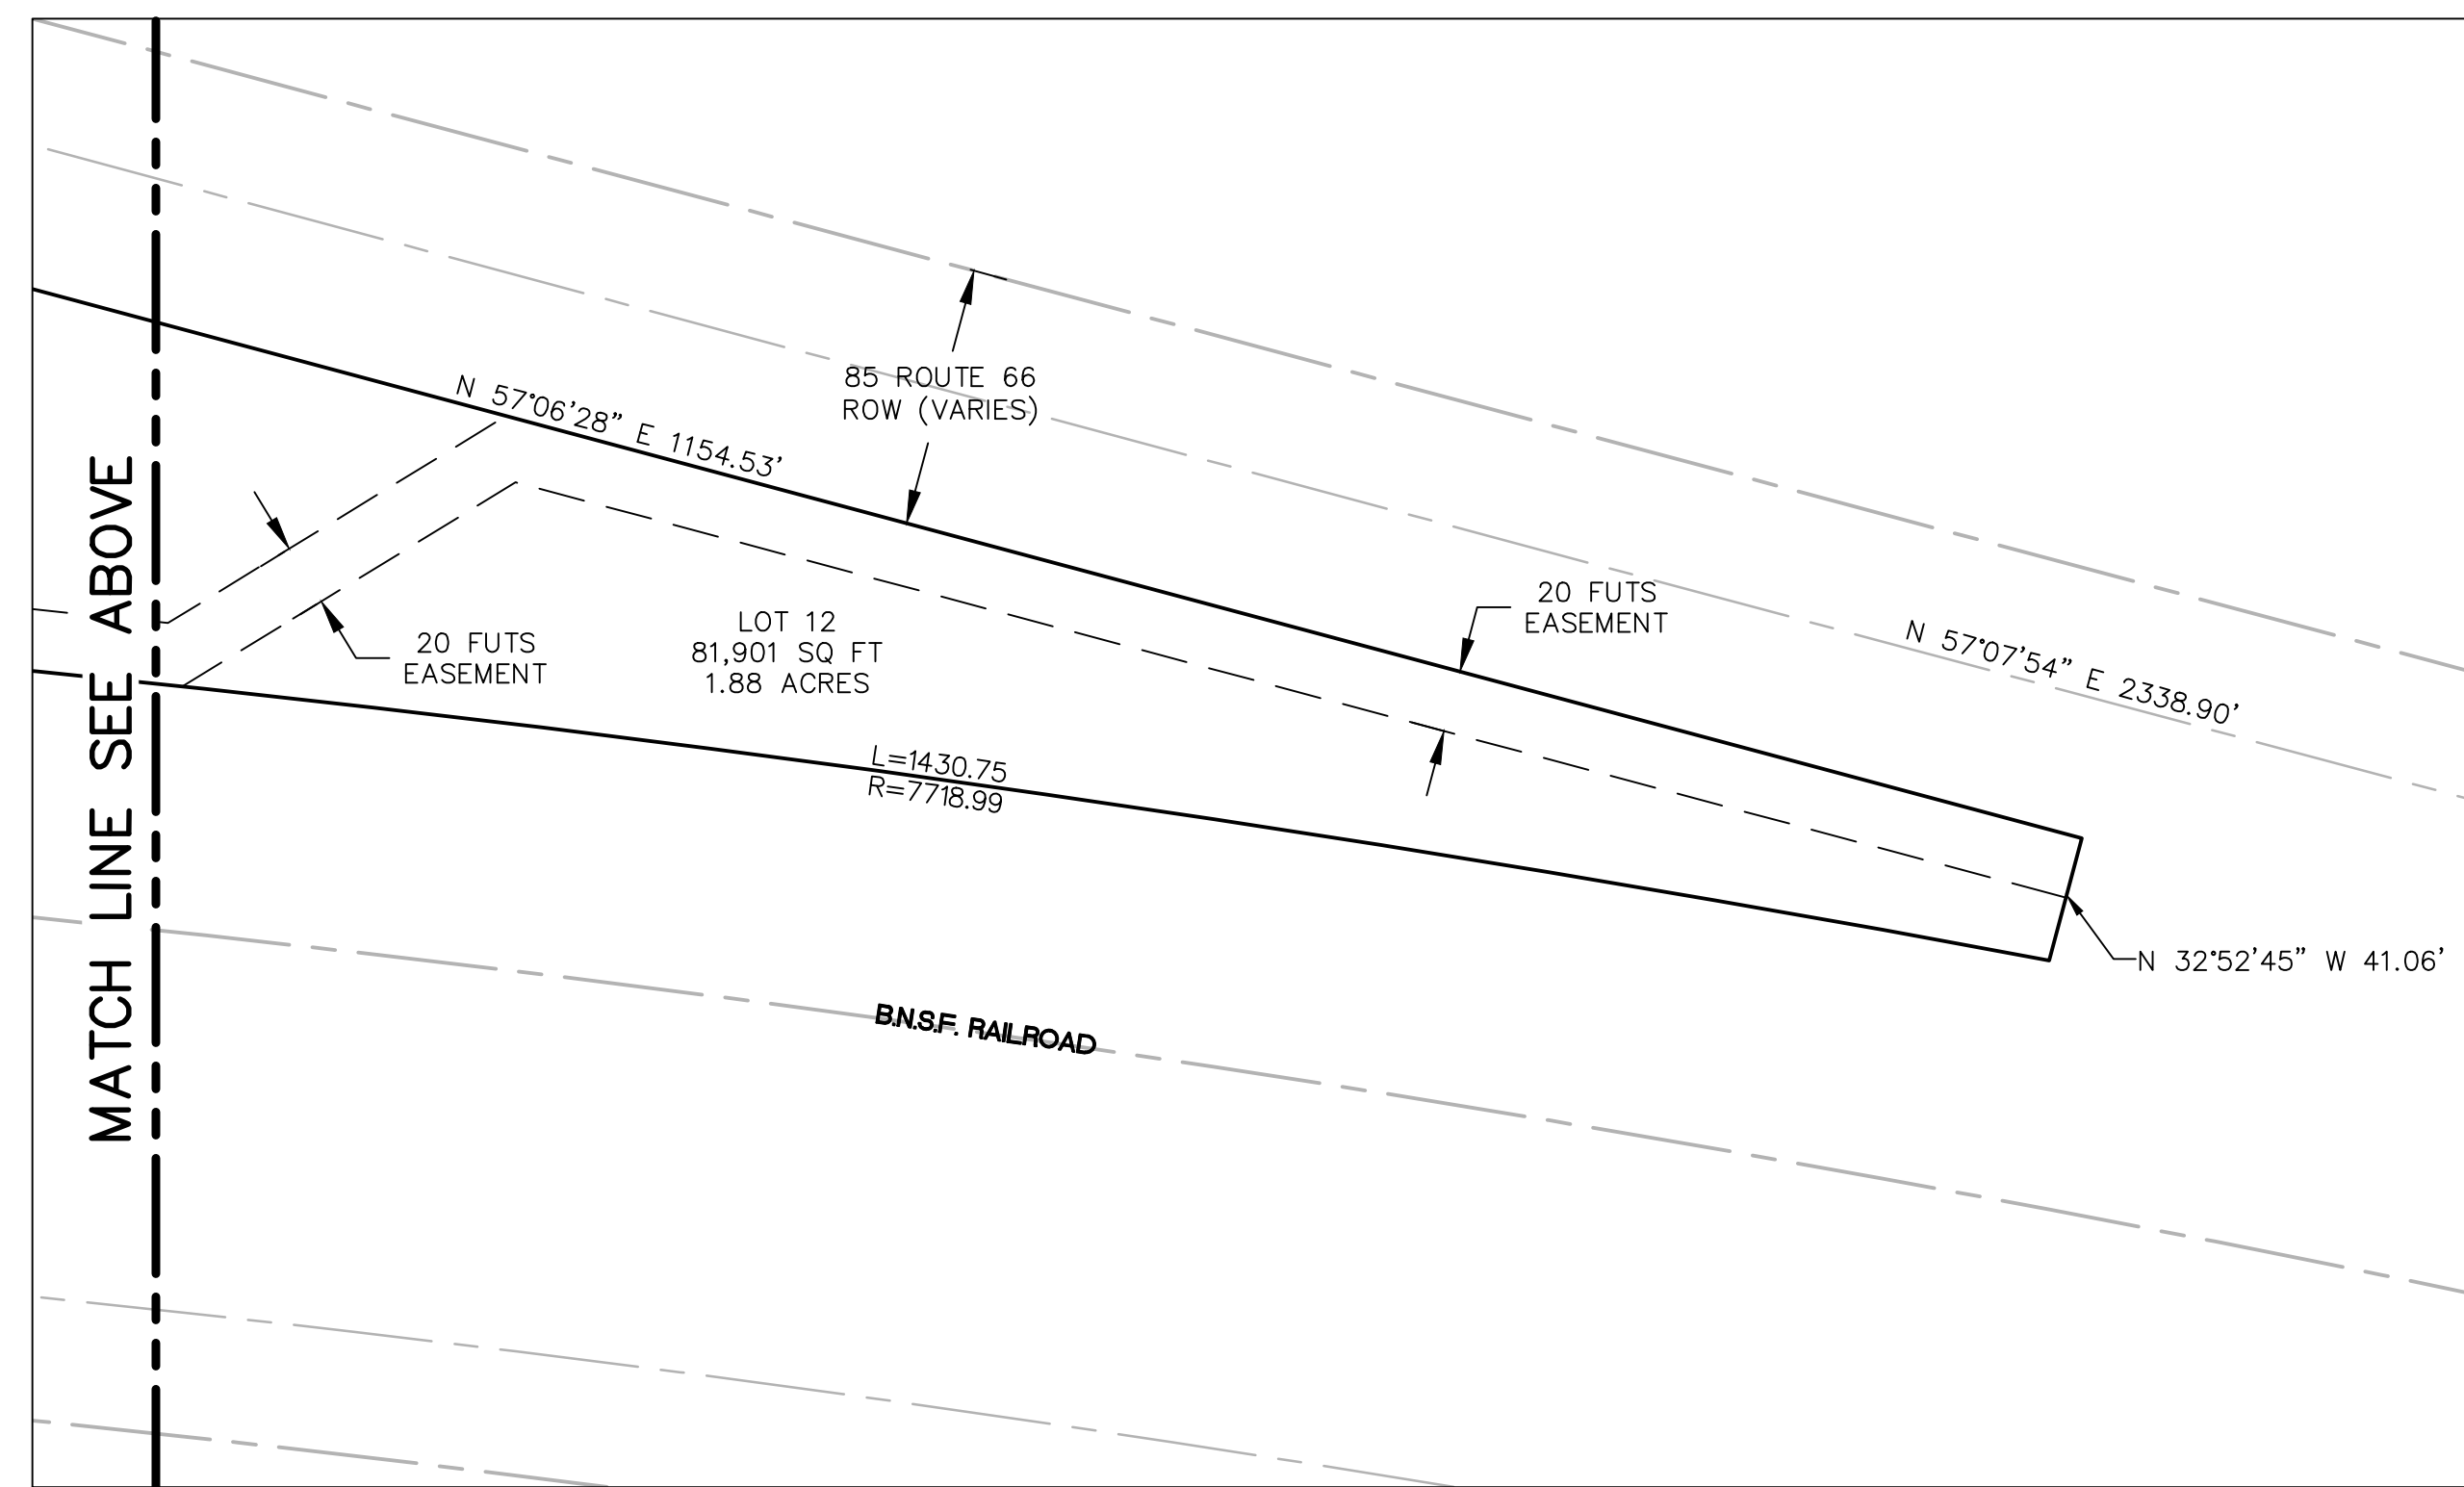 MATCH LINE SEE ABOVE
N 57°06'28" E 1154.53'
85 ROUTE 66
ROW (VARIES)
20 FUTS
EASEMENT
LOT 12
81,901 SQ FT
1.88 ACRES
20 FUTS
EASEMENT
N 57°07'54" E 2338.90'
L=1430.75
R=7718.99
N 32°52'45" W 41.06'
B.N.S.F. RAILROAD